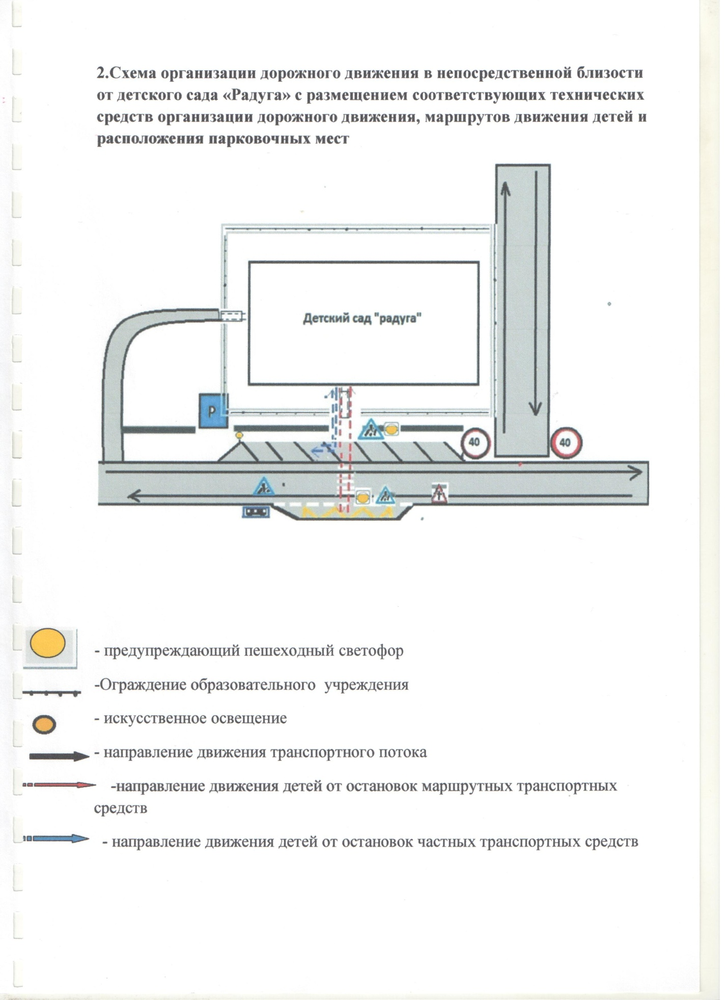 2.Схема организации дорожного движения в непосредственной близости
от детского сада «Радуга» с размещением соответствующих технических
средств организации дорожного движения, маршрутов движения детей и
расположения парковочных мест
Детский сад "радуга"
P
40
40
- предупреждающий пешеходный светофор
-Ограждение образовательного учреждения
- искусственное освещение
- направление движения транспортного потока
-направление движения детей от остановок маршрутных транспортных
средств
- направление движения детей от остановок частных транспортных средств